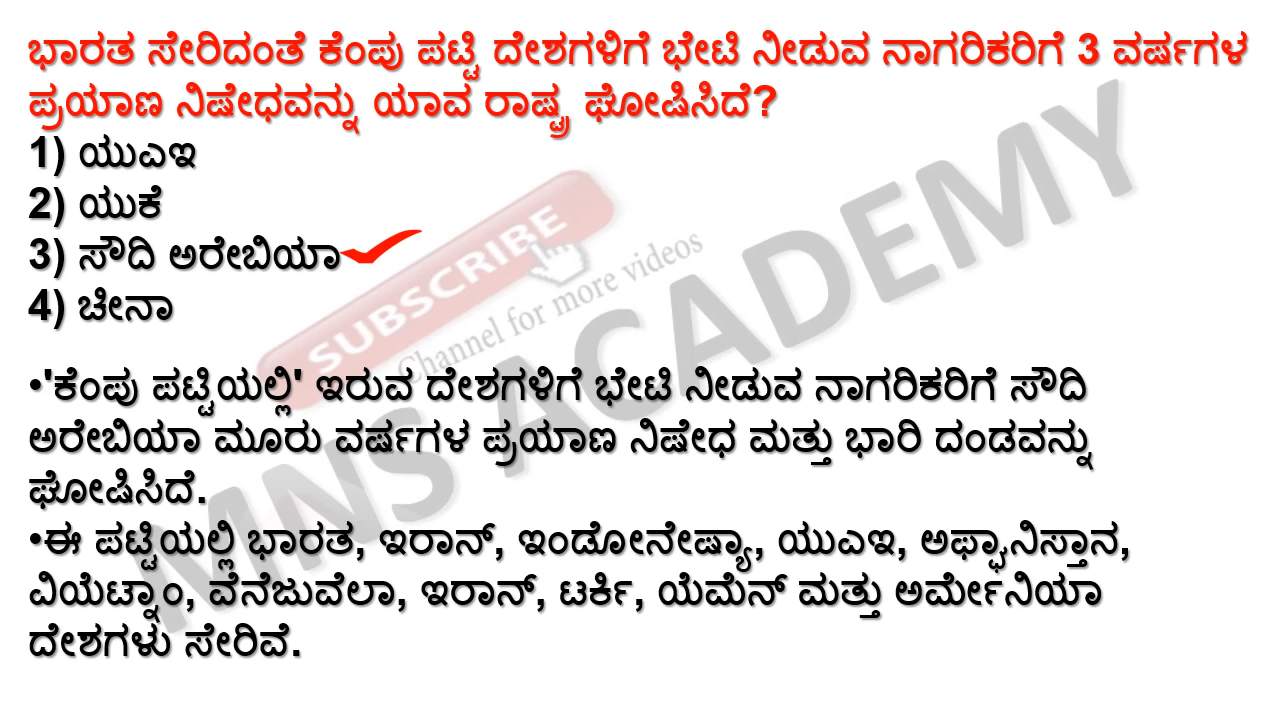 ಭಾರತ ಸೇರಿದಂತೆ ಕೆಂಪು ಪಟ್ಟಿ ದೇಶಗಳಿಗೆ ಭೇಟಿ ನೀಡುವ ನಾಗರಿಕರಿಗೆ 3 ವರ್ಷಗಳ
ಪ್ರಯಾಣ ನಿಷೇಧವನ್ನು ಯಾವ ರಾಷ್ಟ್ರ ಘೋಷಿಸಿದೆ?
1) ಯುಎಇ
2) ಯುಕೆ
3) ಸೌದಿ ಅರೇಬಿಯಾ
4) ಚೀನಾ
•'ಕೆಂಪು ಪಟ್ಟಿಯಲ್ಲಿ' ಇರುವ ದೇಶಗಳಿಗೆ ಭೇಟಿ ನೀಡುವ ನಾಗರಿಕರಿಗೆ ಸೌದಿ
ಅರೇಬಿಯಾ ಮೂರು ವರ್ಷಗಳ ಪ್ರಯಾಣ ನಿಷೇಧ ಮತ್ತು ಭಾರಿ ದಂಡವನ್ನು
ಘೋಷಿಸಿದೆ.
•ಈ ಪಟ್ಟಿಯಲ್ಲಿ ಭಾರತ, ಇರಾನ್, ಇಂಡೋನೇಷ್ಯಾ, ಯುಎಇ, ಅಫ್ಘಾನಿಸ್ತಾನ,
ವಿಯೆಟ್ನಾಂ, ವೆನೆಜುವೆಲಾ, ಇರಾನ್, ಟರ್ಕಿ, ಯೆಮೆನ್ ಮತ್ತು ಅರ್ಮೇನಿಯಾ
ದೇಶಗಳು ಸೇರಿವೆ.
SUBSCRIBE
Channel for more videos
MNS ACADEMY